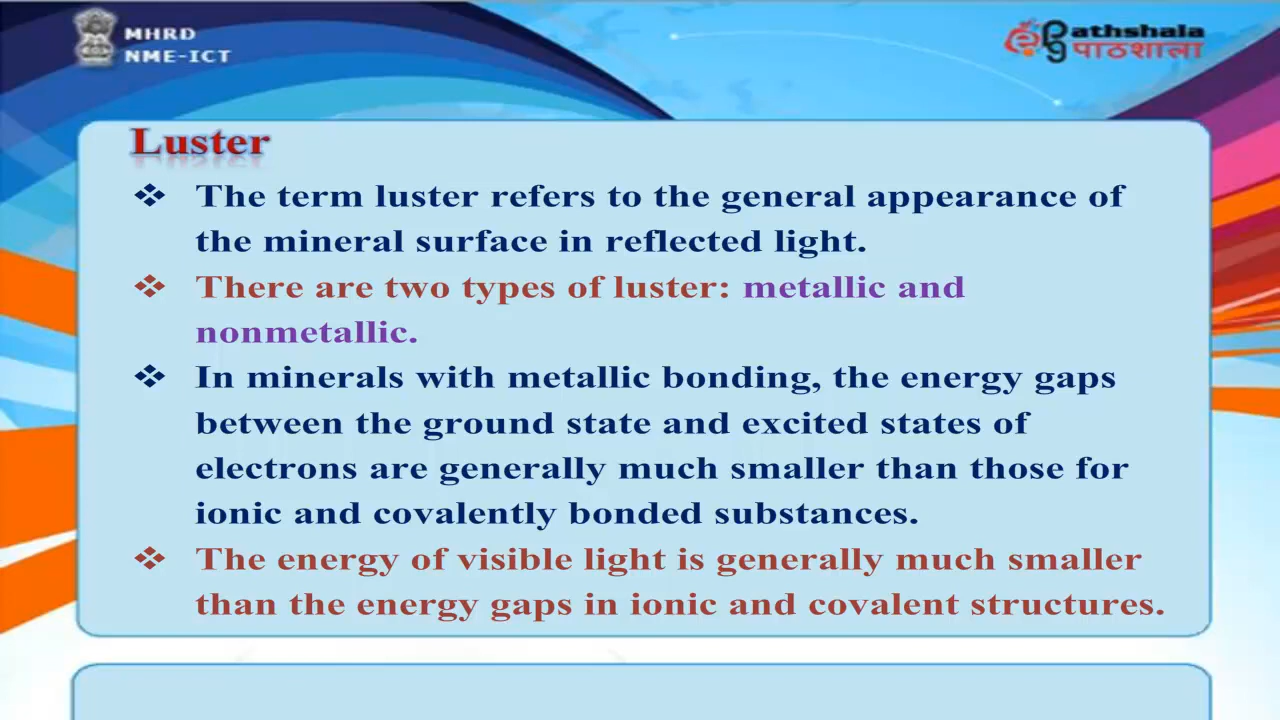 MHRD
NME-ICT
ePG athshala
पाठशाला
Luster
❖ The term luster refers to the general appearance of
the mineral surface in reflected light.
❖ There are two types of luster: metallic and
nonmetallic.
❖ In minerals with metallic bonding, the energy gaps
between the ground state and excited states of
electrons are generally much smaller than those for
ionic and covalently bonded substances.
❖ The energy of visible light is generally much smaller
than the energy gaps in ionic and covalent structures.